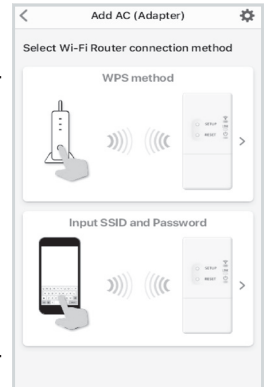 Add AC (Adapter)
Select Wi-Fi Router connection method
WPS method
SETUP
RESET
Input SSID and Password
SETUP
RESET